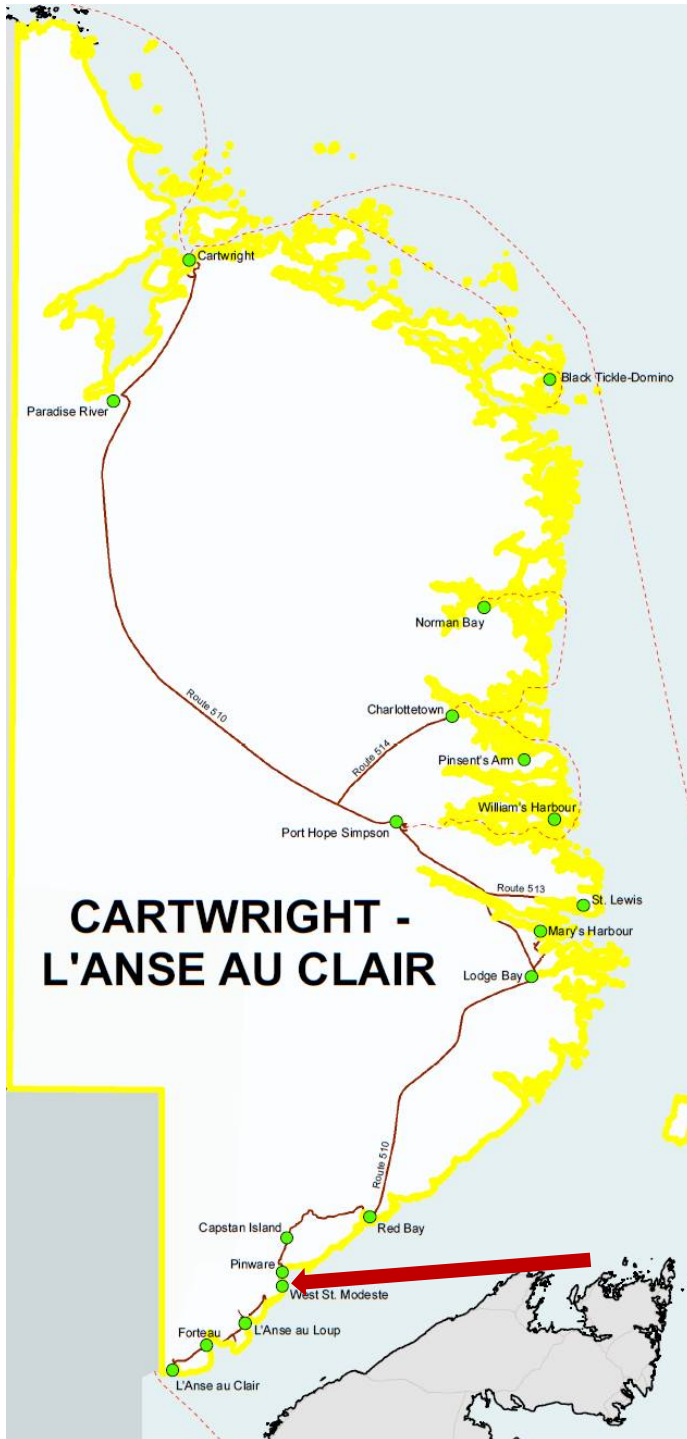 Cartwright
Black Tickle-Domino
Paradise River
Norman Bay
Route 510
Charlottetown
Route 514
Pinsent's Arm
William's Harbour
Port Hope Simpson
Route 513
St. Lewis
CARTWRIGHT -
L'ANSE AU CLAIR
Mary's Harbour
Lodge Bay
Route 510
Capstan Island
Red Bay
Pinware
West St. Modeste
Forteau
L'Anse au Loup
L'Anse au Clair